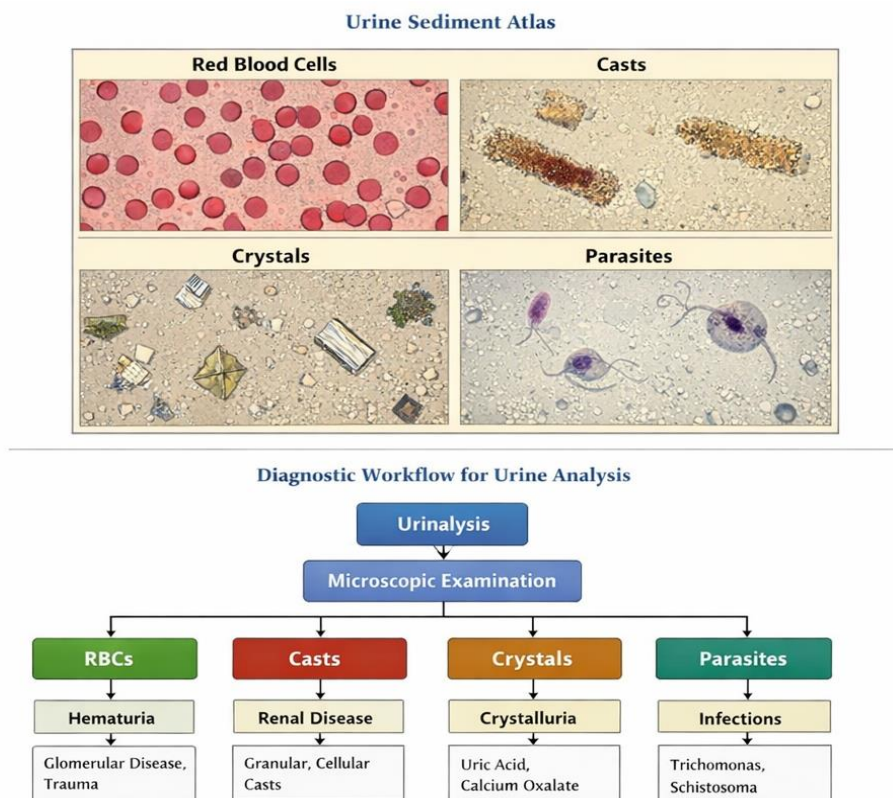 Urine Sediment Atlas
Red Blood Cells
Casts
Crystals
Parasites
Diagnostic Workflow for Urine Analysis
Urinalysis
Microscopic Examination
RBCs
Casts
Crystals
Parasites
Hematuria
Renal Disease
Crystalluria
Infections
Glomerular Disease,
Trauma
Granular, Cellular
Casts
Uric Acid,
Calcium Oxalate
Trichomonas,
Schistosoma